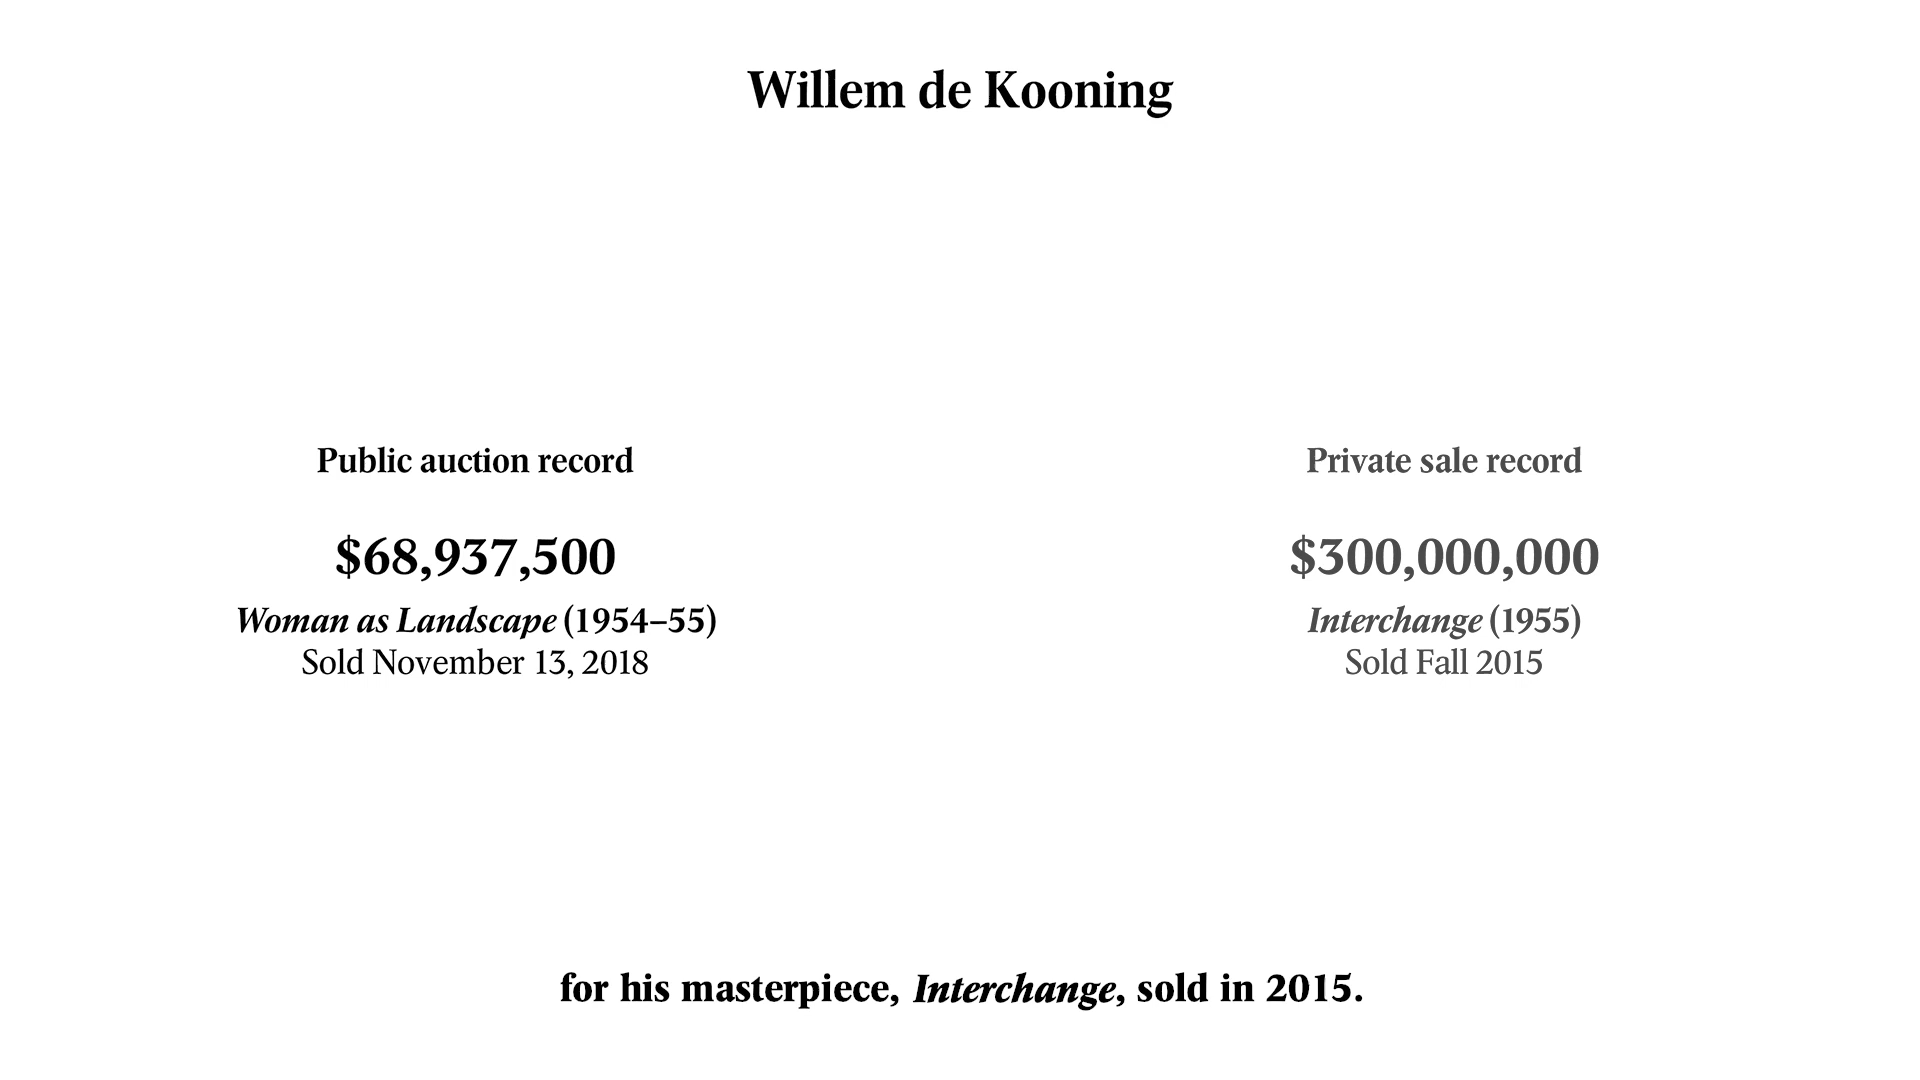 Willem de Kooning
Public auction record
$68,937,500
Woman as Landscape (1954–55)
Sold November 13, 2018
Private sale record
$300,000,000
Interchange (1955)
Sold Fall 2015
for his masterpiece, Interchange, sold in 2015.